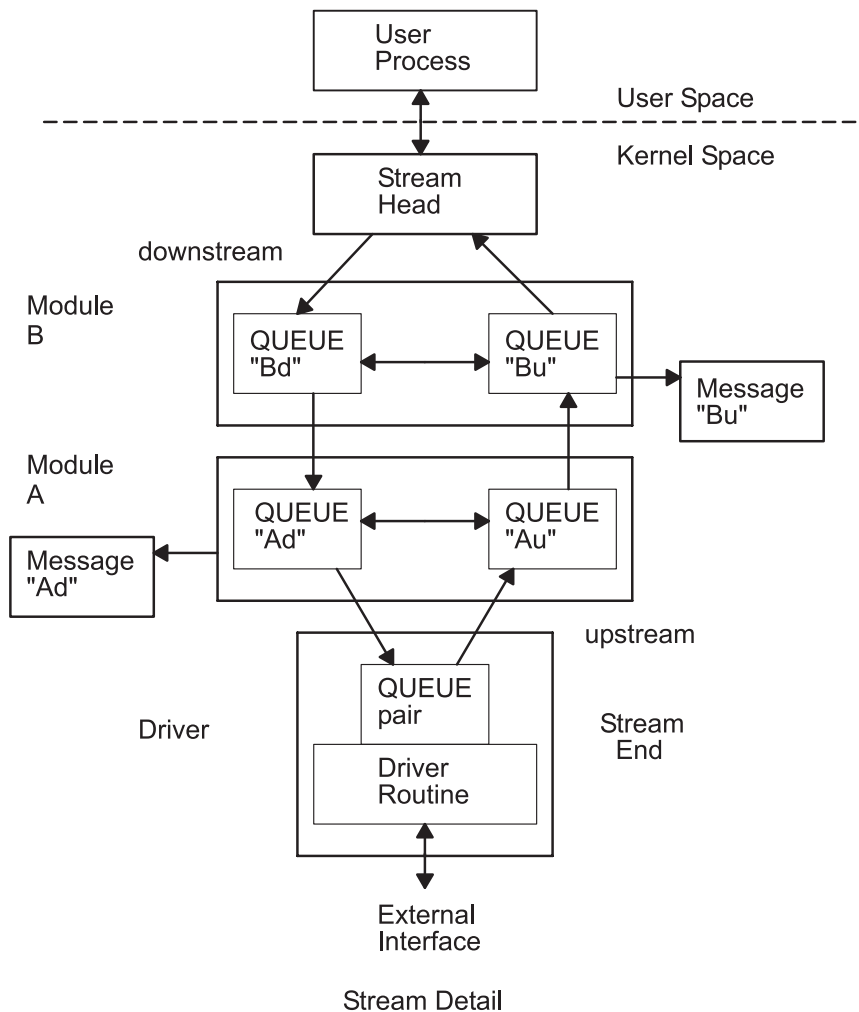 User
Process
User Space
Kernel Space
Stream
Head
downstream
Module
B
QUEUE
"Bd"
QUEUE
"Bu"
Message
"Bu"
Module
A
QUEUE
"Ad"
QUEUE
"Au"
Message
"Ad"
upstream
QUEUE
pair
Driver
Stream
End
Driver
Routine
External
Interface
Stream Detail